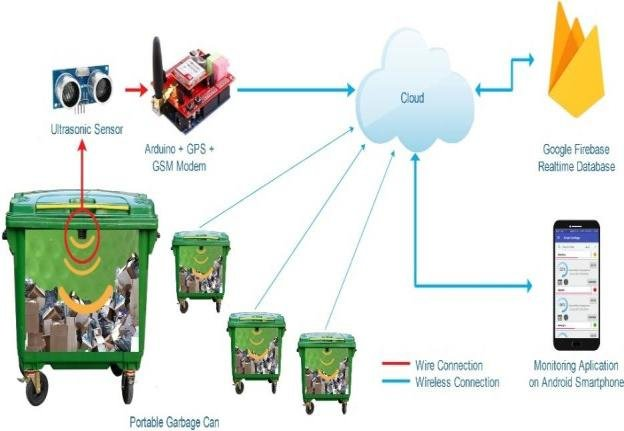 Cloud
Ultrasonic Sensor
Arduino + GPS +
GSM Modem
Google Firebase
Realtime Database
Wire Connection
Wireless Connection
Monitoring Aplication
on Android Smartphone
Portable Garbage Can